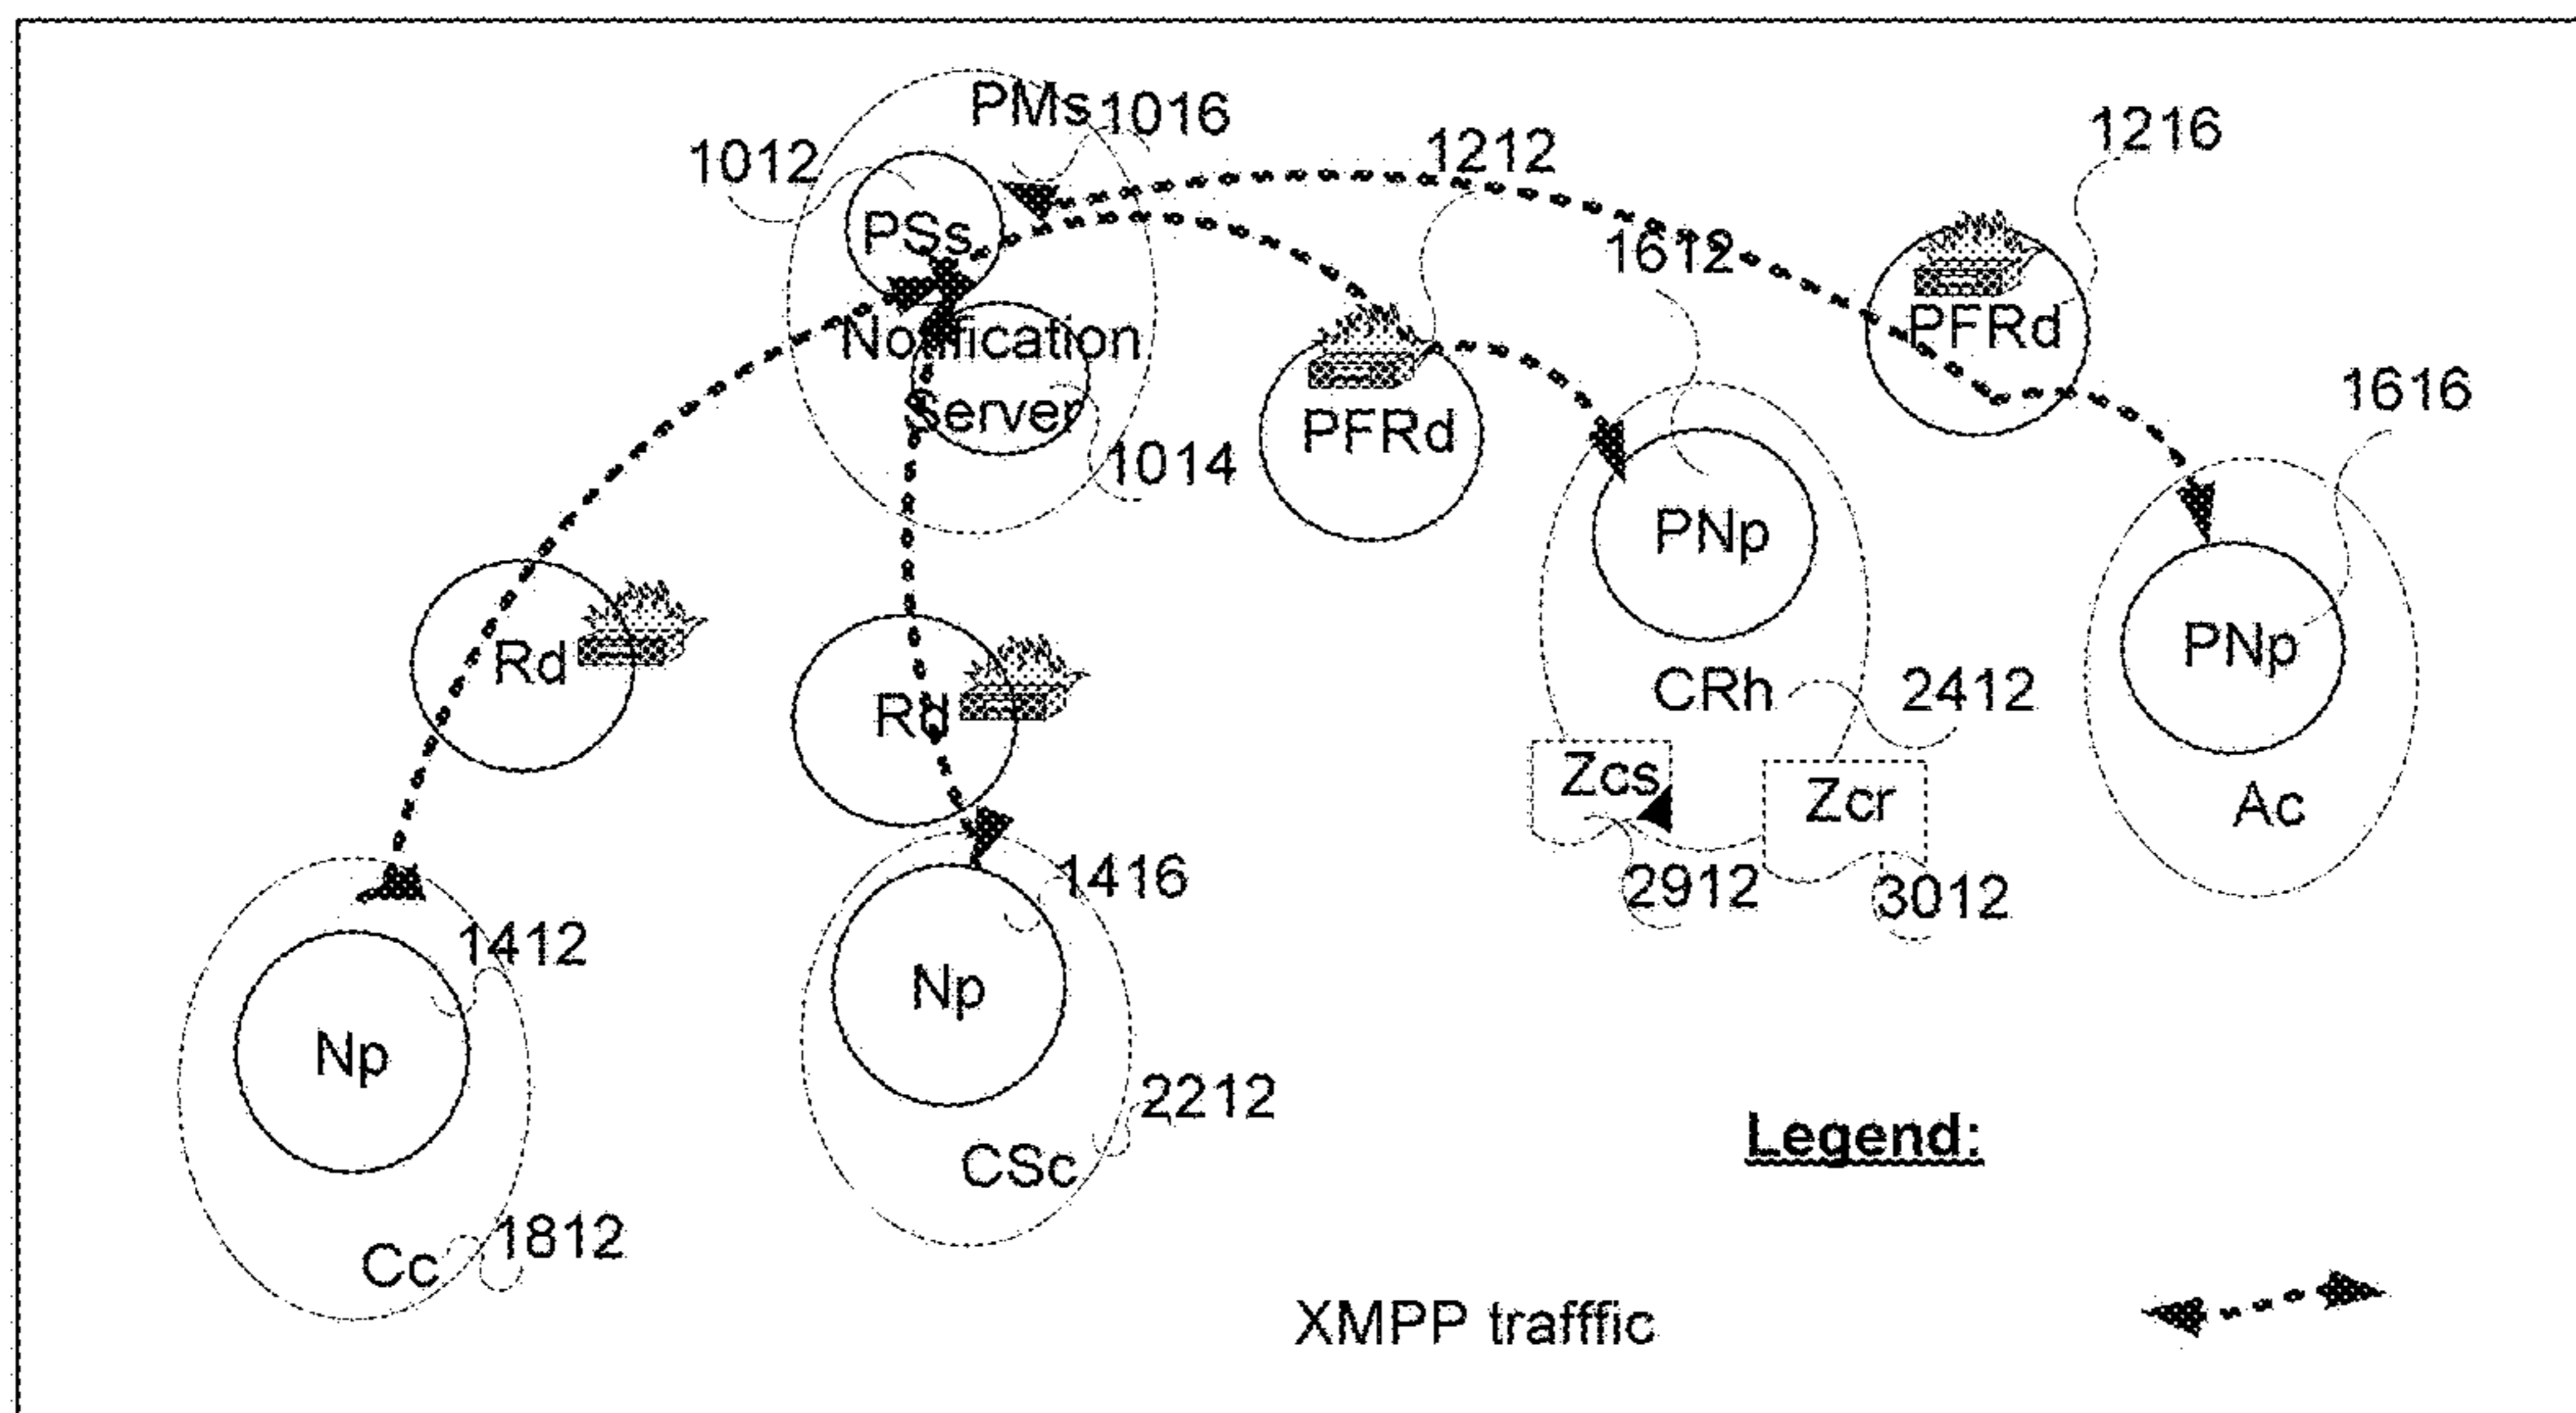 PMs
1016
1012
1212
1216
PSs
1612
Notification
PFRd
Server
PFRd
1616
1014
PNp
Rd
PNp
CRh
2412
Rd
Zcs
Zcr
Ac
1416
2912
3012
1412
Np
Np
2212
Legend:
CSc
1812
Cc
XMPP trafffic